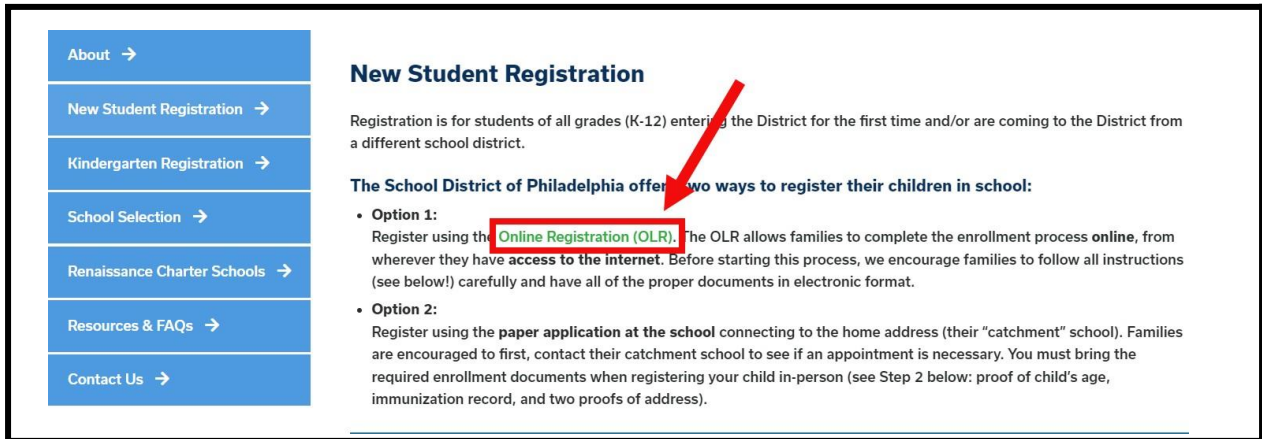 About →
New Student Registration →
Kindergarten Registration →
School Selection →
Renaissance Charter Schools →
Resources & FAQs →
Contact Us →
New Student Registration
Registration is for students of all grades (K-12) entering the District for the first time and/or are coming to the District from
a different school district.
The School District of Philadelphia offers two ways to register their children in school:
• Option 1:
Register using the Online Registration (OLR). The OLR allows families to complete the enrollment process online, from
wherever they have access to the internet. Before starting this process, we encourage families to follow all instructions
(see below!) carefully and have all of the proper documents in electronic format.
• Option 2:
Register using the paper application at the school connecting to the home address (their “catchment” school). Families
are encouraged to first, contact their catchment school to see if an appointment is necessary. You must bring the
required enrollment documents when registering your child in-person (see Step 2 below: proof of child’s age,
immunization record, and two proofs of address).